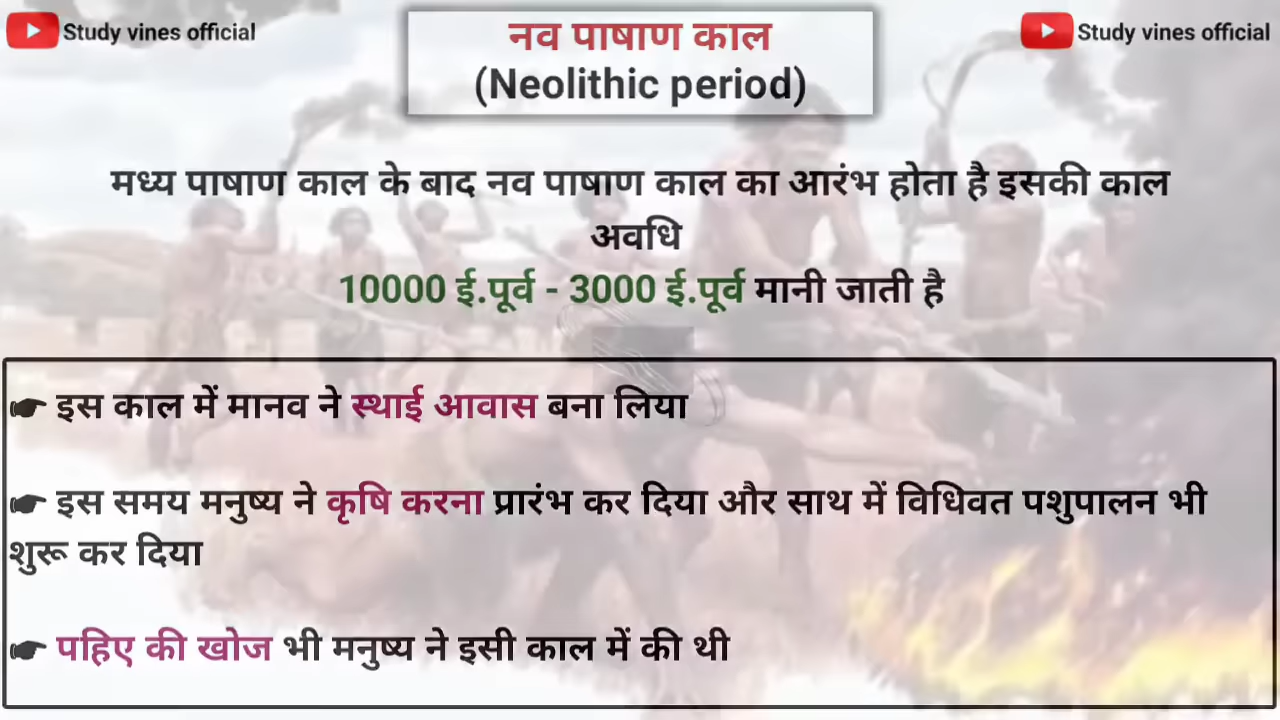 Study vines official
नव पाषाण काल
(Neolithic period)
Study vines official
मध्य पाषाण काल के बाद नव पाषाण काल का आरंभ होता है इसकी काल
अवधि
10000 ई.पूर्व - 3000 ई.पूर्व मानी जाती है
☛ इस काल में मानव ने स्थाई आवास बना लिया
☛ इस समय मनुष्य ने कृषि करना प्रारंभ कर दिया और साथ में विधिवत पशुपालन भी
शुरू कर दिया
☛ पहिए की खोज भी मनुष्य ने इसी काल में की थी